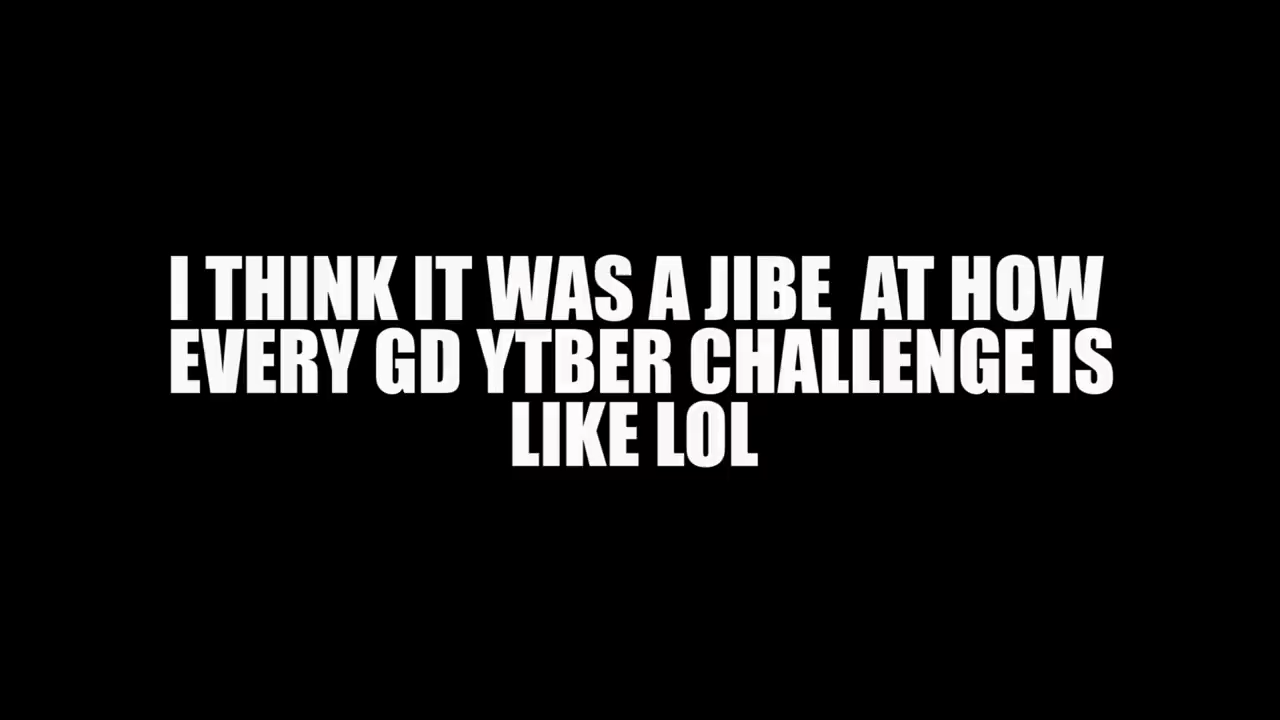 I THINK IT WAS A JIBE  AT HOW
EVERY GD YTBER CHALLENGE IS
LIKE LOL